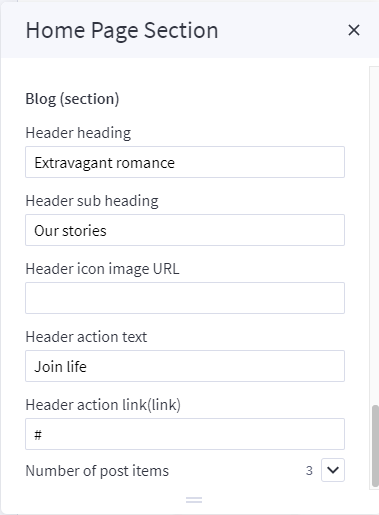 Home Page Section
Blog (section)
Header heading
Extravagant romance
Header sub heading
Our stories
Header icon image URL
Header action text
Join life
Header action link(link)
#
Number of post items 3